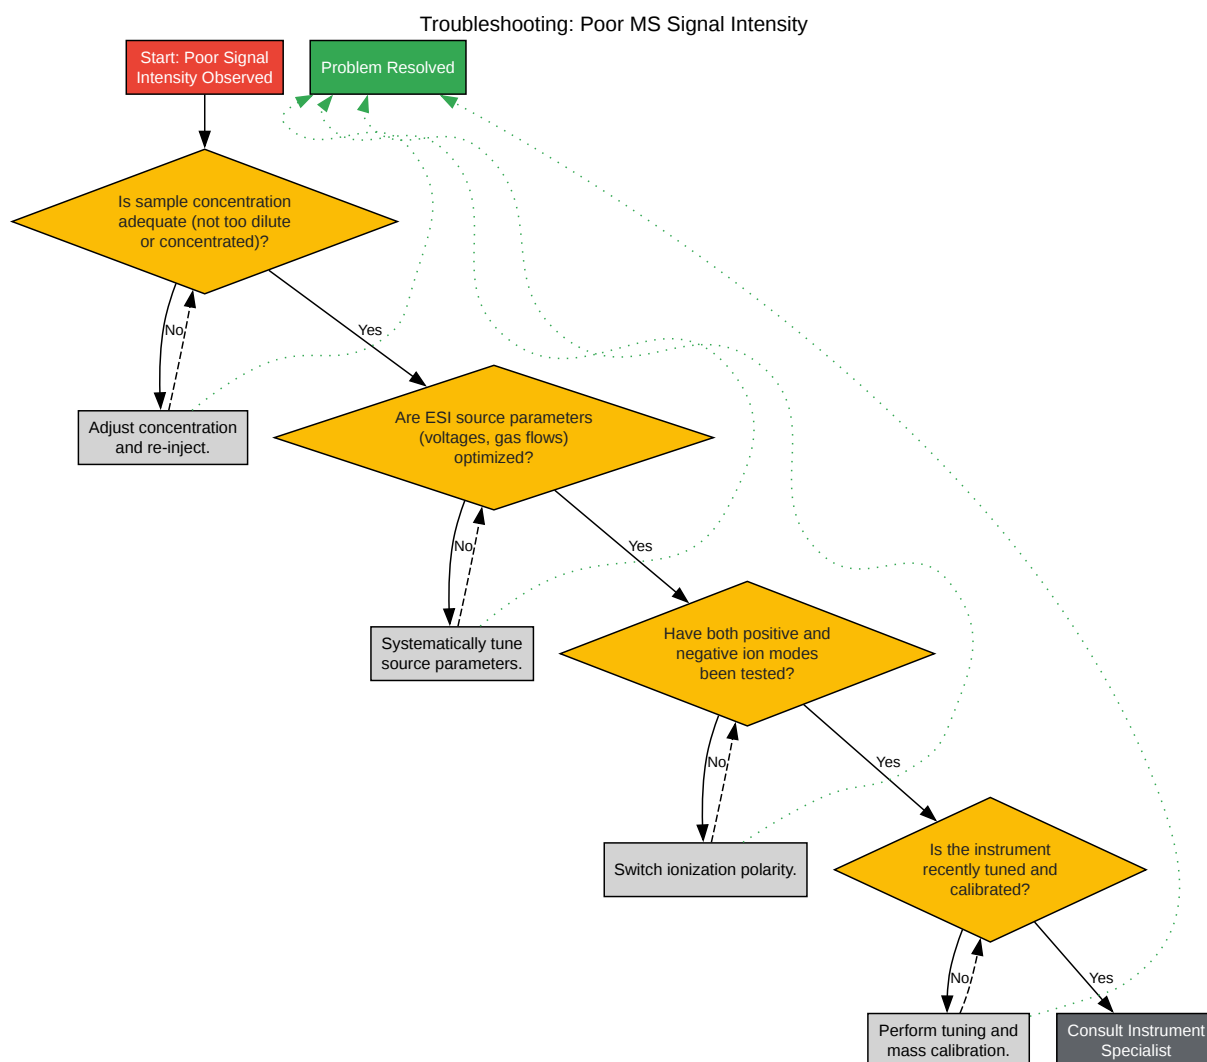 Troubleshooting: Poor MS Signal Intensity
Start: Poor Signal
Intensity Observed
Problem Resolved
Is sample concentration
adequate (not too dilute
or concentrated)?
No
Yes
Adjust concentration
and re-inject.
Are ESI source parameters
(voltages, gas flows)
optimized?
No
Yes
Systematically tune
source parameters.
Have both positive and
negative ion modes
been tested?
No
Yes
Switch ionization polarity.
Is the instrument
recently tuned and
calibrated?
No
Yes
Perform tuning and
mass calibration.
Consult Instrument
Specialist